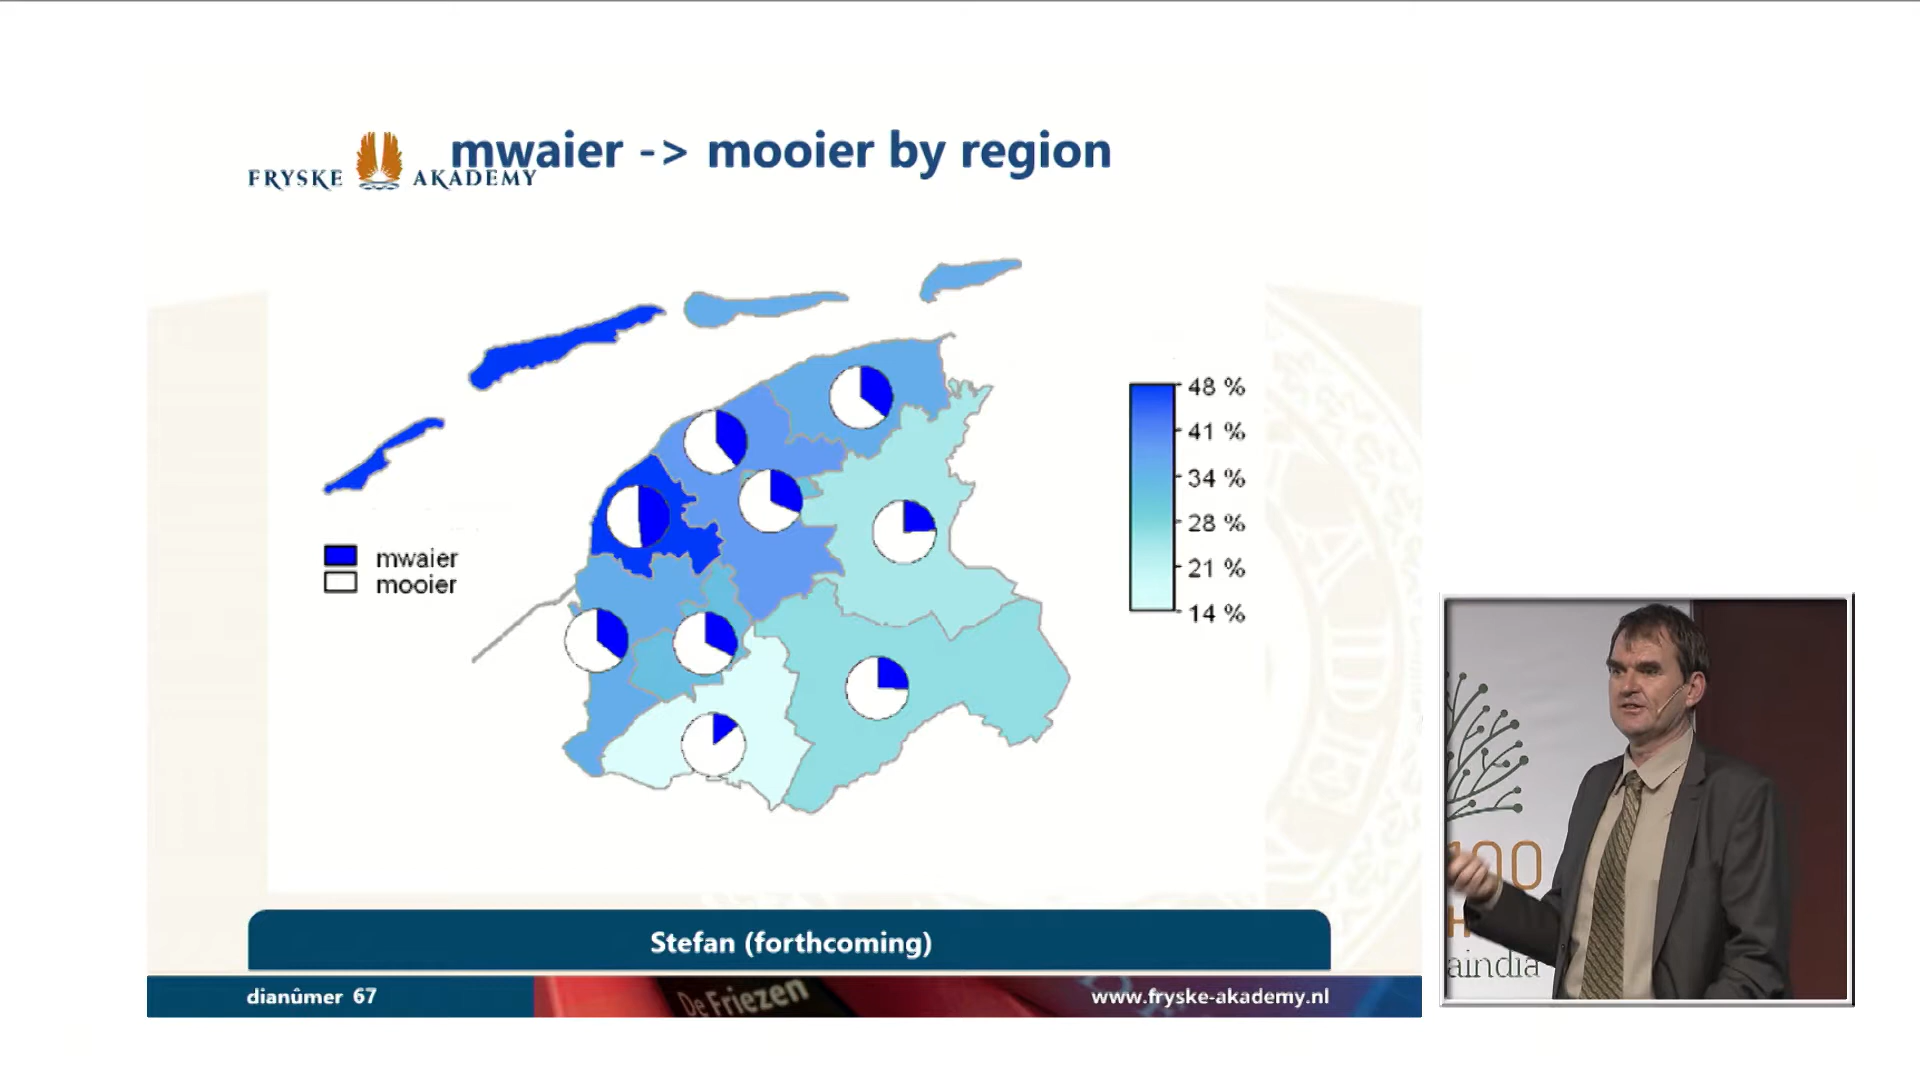 mwaier -> mooier by region
FRYSKE AKADEMY
48 %
41 %
34 %
28 %
21 %
14 %
mwaier
mooier
Stefan (forthcoming)
dianûmer 67
De Friezen
www.fryske-akademy.nl
100
aindia